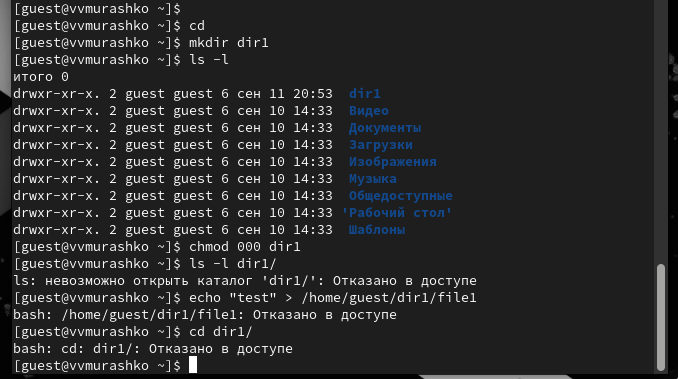 [guest@vvmurashko ~]$
[guest@vvmurashko ~]$ cd
[guest@vvmurashko ~]$ mkdir dir1
[guest@vvmurashko ~]$ ls -l
итого 0
drwxr-xr-x. 2 guest guest 6 сен 11 20:53  dir1
drwxr-xr-x. 2 guest guest 6 сен 10 14:33  Видео
drwxr-xr-x. 2 guest guest 6 сен 10 14:33  Документы
drwxr-xr-x. 2 guest guest 6 сен 10 14:33  Загрузки
drwxr-xr-x. 2 guest guest 6 сен 10 14:33  Изображения
drwxr-xr-x. 2 guest guest 6 сен 10 14:33  Музыка
drwxr-xr-x. 2 guest guest 6 сен 10 14:33  Общедоступные
drwxr-xr-x. 2 guest guest 6 сен 10 14:33 'Рабочий стол'
drwxr-xr-x. 2 guest guest 6 сен 10 14:33  Шаблоны
[guest@vvmurashko ~]$ chmod 000 dir1
[guest@vvmurashko ~]$ ls -l dir1/
ls: невозможно открыть каталог 'dir1/': Отказано в доступе
[guest@vvmurashko ~]$ echo "test" > /home/guest/dir1/file1
bash: /home/guest/dir1/file1: Отказано в доступе
[guest@vvmurashko ~]$ cd dir1/
bash: cd: dir1/: Отказано в доступе
[guest@vvmurashko ~]$